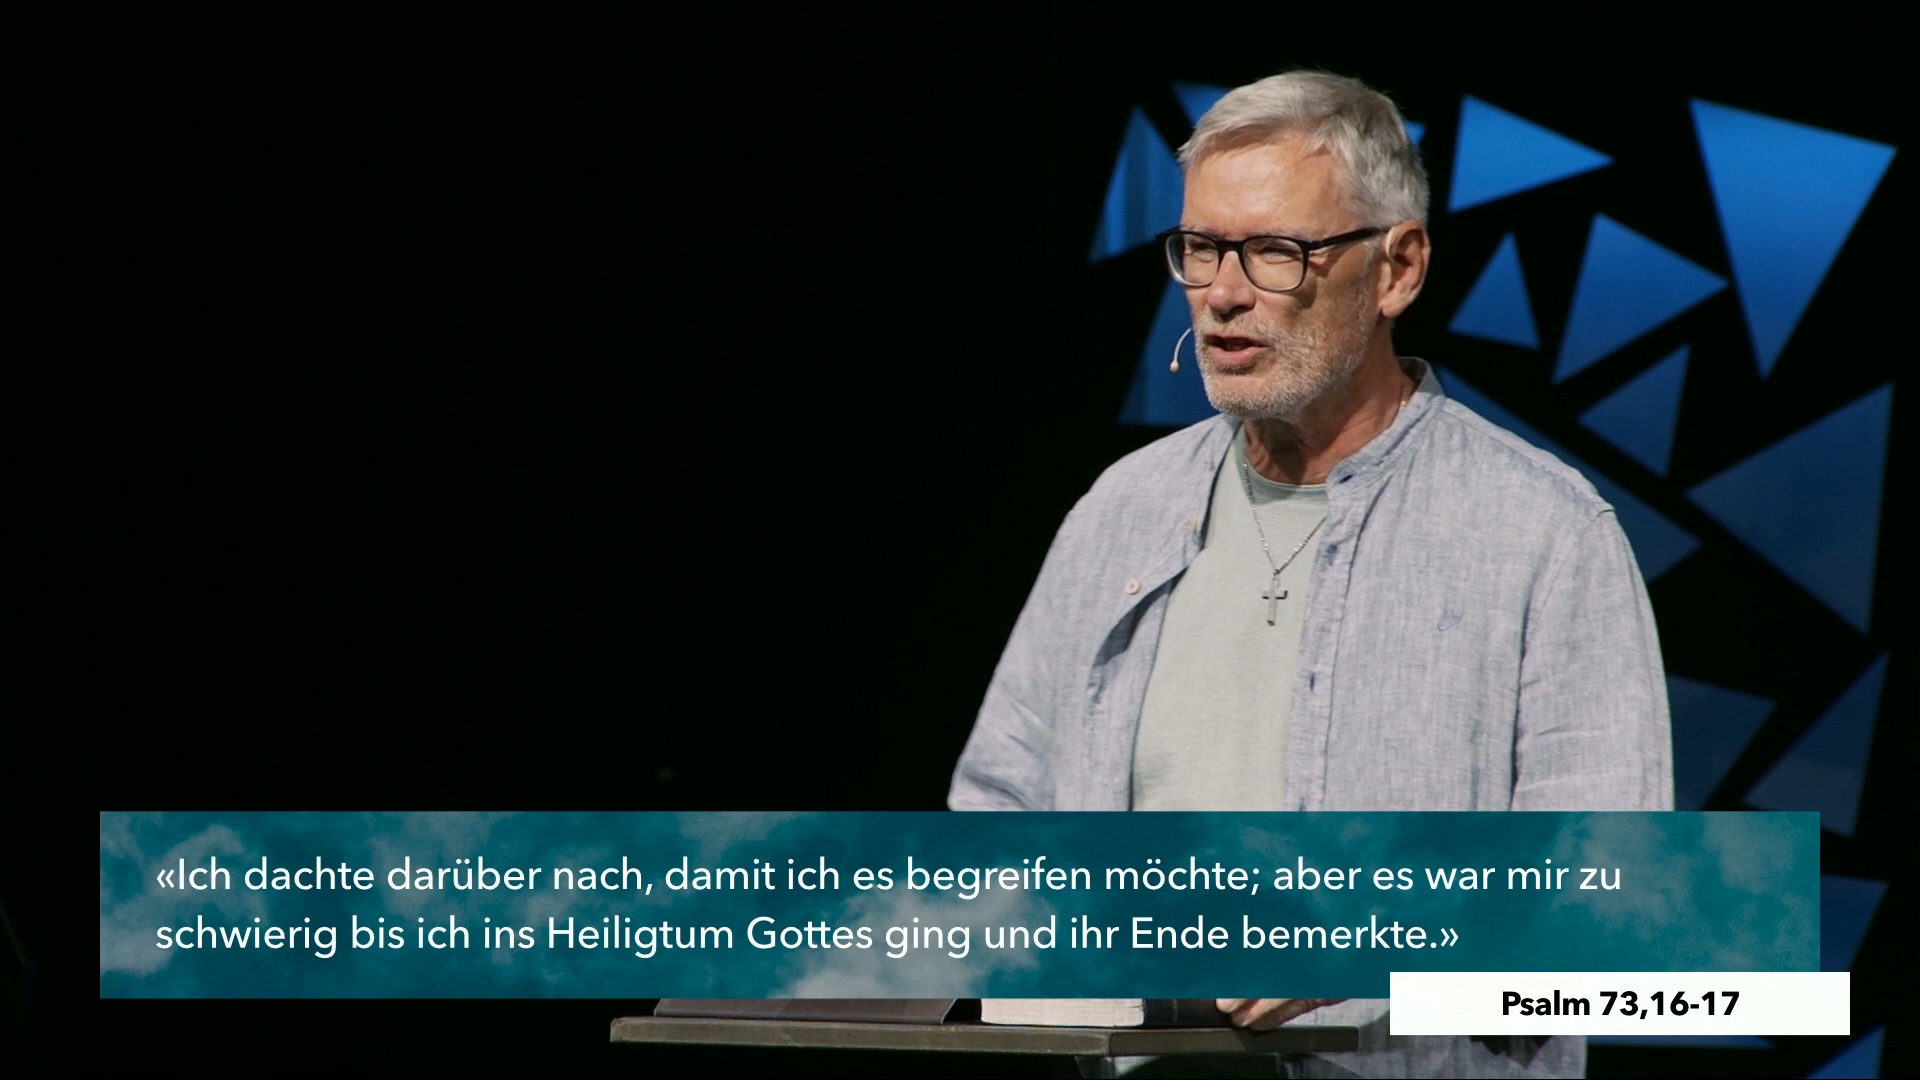 «Ich dachte darüber nach, damit ich es begreifen möchte; aber es war mir zu
schwierig bis ich ins Heiligtum Gottes ging und ihr Ende bemerkte.»
Psalm 73,16-17